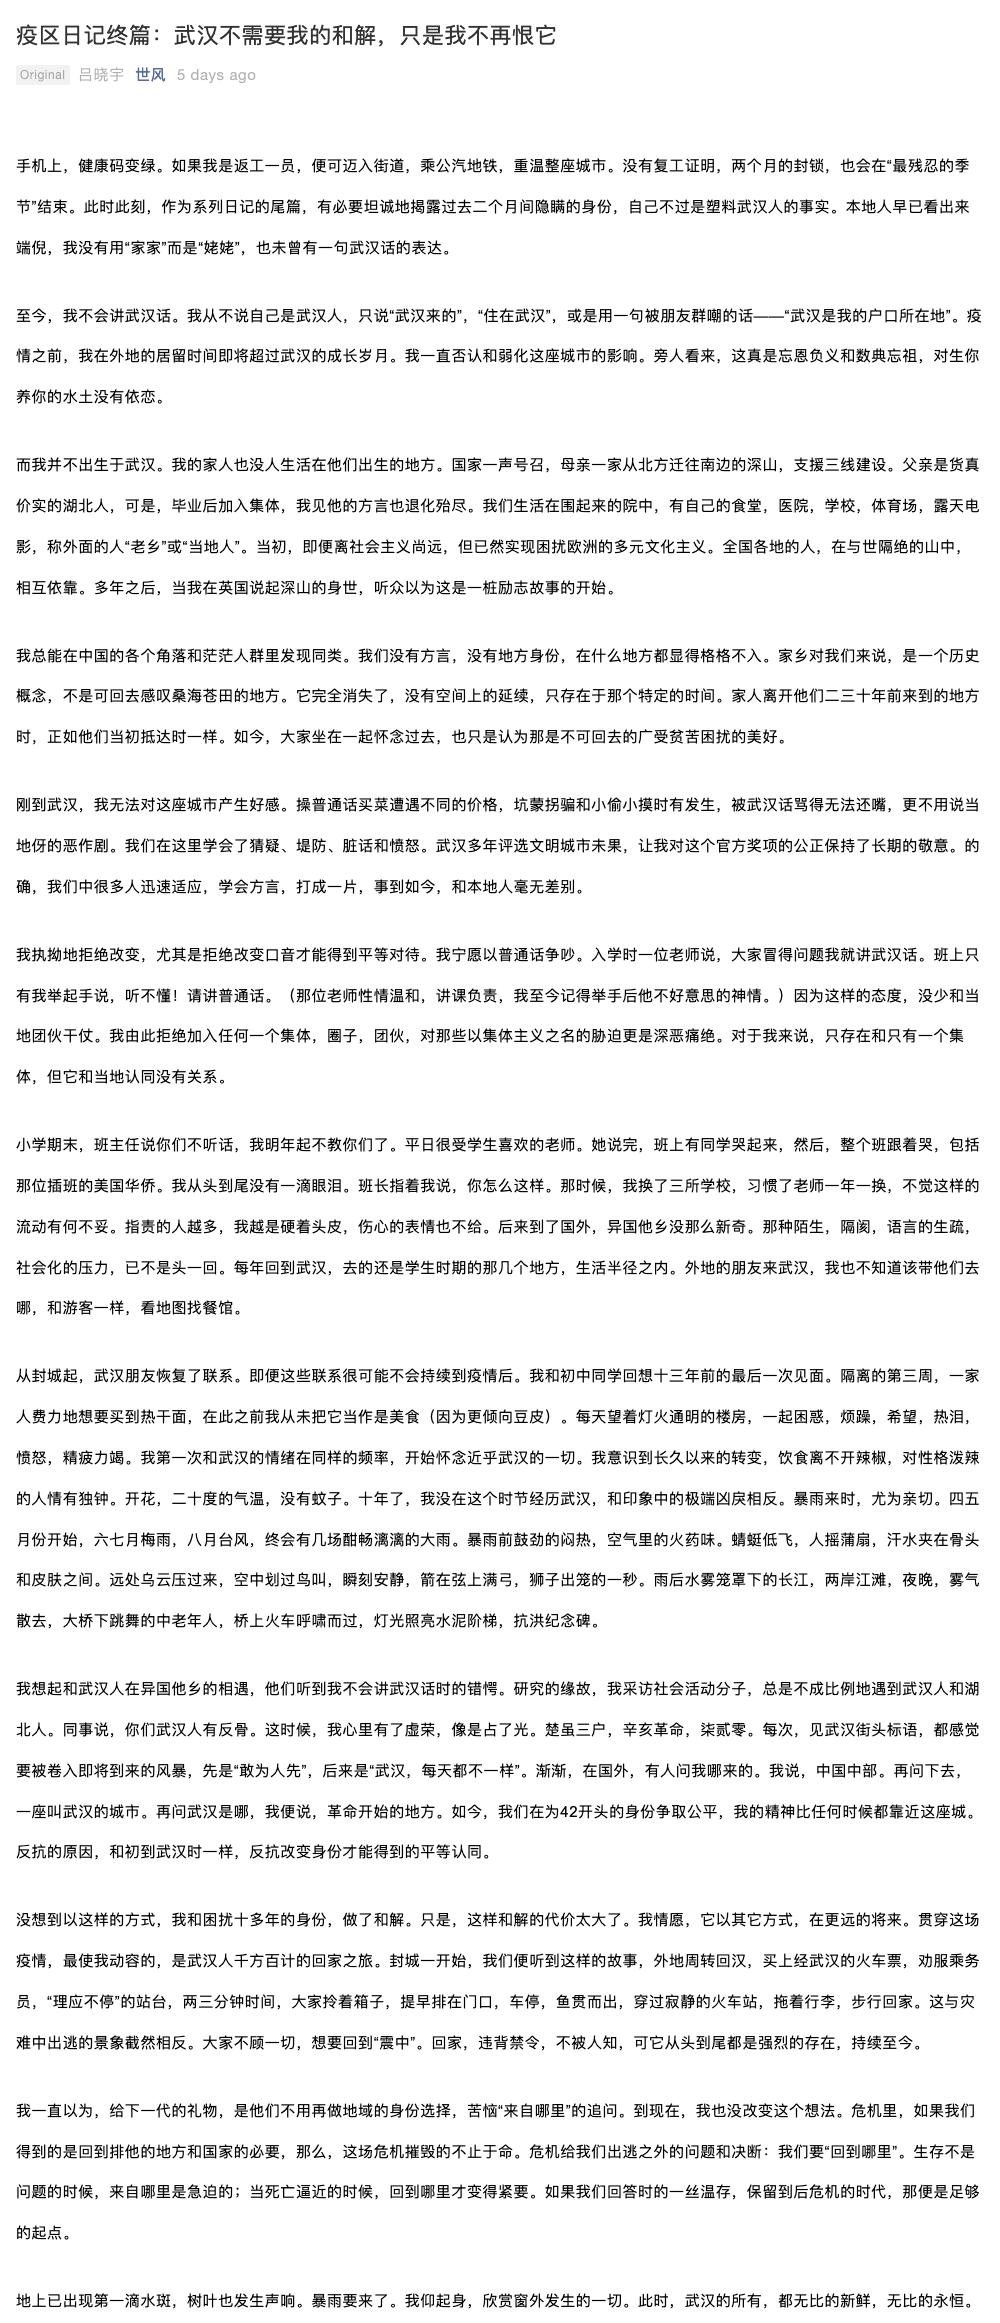 疫区日记终篇：武汉不需要我的和解，只是我不再恨它
Original 吕晓宇 世风 5 days ago
手机上，健康码变绿。如果我是返工一员，便可迈入街道，乘公汽地铁，重温整座城市。没有复工证明，两个月的封锁，也会在“最残忍的季
节”结束。此时此刻，作为系列日记的尾篇，有必要坦诚地揭露过去二个月间隐瞒的身份，自己不过是塑料武汉人的事实。本地人早已看出来
端倪，我没有用“家家”而是“姥姥”，也未曾有一句武汉话的表达。
至今，我不会讲武汉话。我从不说自己是武汉人，只说“武汉来的”，“住在武汉”，或是用一句被朋友群嘲的话——“武汉是我的户口所在地”。疫
情之前，我在外地的居留时间即将超过武汉的成长岁月。我一直否认和弱化这座城市的影响。旁人看来，这真是忘恩负义和数典忘祖，对生你
养你的水土没有依恋。
而我并不出生于武汉。我的家人也没人生活在他们出生的地方。国家一声号召，母亲一家从北方迁往南边的深山，支援三线建设。父亲是货真
价实的湖北人，可是，毕业后加入集体，我见他的方言也退化殆尽。我们生活在围起来的院中，有自己的食堂，医院，学校，体育场，露天电
影，称外面的人“老乡”或“当地人”。当初，即便离社会主义尚远，但已然实现困扰欧洲的多元文化主义。全国各地的人，在与世隔绝的山中，
相互依靠。多年之后，当我在英国说起深山的身世，听众以为这是一桩励志故事的开始。
我总能在中国的各个角落和茫茫人群里发现同类。我们没有方言，没有地方身份，在什么地方都显得格格不入。家乡对我们来说，是一个历史
概念，不是可回去感叹桑海苍田的地方。它完全消失了，没有空间上的延续，只存在于那个特定的时间。家人离开他们二三十年前来到的地方
时，正如他们当初抵达时一样。如今，大家坐在一起怀念过去，也只是认为那是不可回去的广受贫苦困扰的美好。
刚到武汉，我无法对这座城市产生好感。操普通话买菜遭遇不同的价格，坑蒙拐骗和小偷小摸时有发生，被武汉话骂得无法还嘴，更不用说当
地伢的恶作剧。我们在这里学会了猜疑、堤防、脏话和愤怒。武汉多年评选文明城市未果，让我对这个官方奖项的公正保持了长期的敬意。的
确，我们中很多人迅速适应，学会方言，打成一片，事到如今，和本地人毫无差别。
我执拗地拒绝改变，尤其是拒绝改变口音才能得到平等对待。我宁愿以普通话争吵。入学时一位老师说，大家冒得问题我就讲武汉话。班上只
有我举起手说，听不懂！请讲普通话。（那位老师性情温和，讲课负责，我至今记得举手后他不好意思的神情。）因为这样的态度，没少和当
地团伙干仗。我由此拒绝加入任何一个集体，圈子，团伙，对那些以集体主义之名的胁迫更是深恶痛绝。对于我来说，只存在和只有一个集
体，但它和当地认同没有关系。
小学期末，班主任说你们不听话，我明年起不教你们了。平日很受学生喜欢的老师。她说完，班上有同学哭起来，然后，整个班跟着哭，包括
那位插班的美国华侨。我从头到尾没有一滴眼泪。班长指着我说，你怎么这样。那时候，我换了三所学校，习惯了老师一年一换，不觉这样的
流动有何不妥。指责的人越多，我越是硬着头皮，伤心的表情也不给。后来到了国外，异国他乡没那么新奇。那种陌生，隔阂，语言的生疏，
社会化的压力，已不是头一回。每年回到武汉，去的还是学生时期的那几个地方，生活半径之内。外地的朋友来武汉，我也不知道该带他们去
哪，和游客一样，看地图找餐馆。
从封城起，武汉朋友恢复了联系。即便这些联系很可能不会持续到疫情后。我和初中同学回想十三年前的最后一次见面。隔离的第三周，一家
人费力地想要买到热干面，在此之前我从未把它当作是美食（因为更倾向豆皮）。每天望着灯火通明的楼房，一起困惑，烦躁，希望，热泪，
愤怒，精疲力竭。我第一次和武汉的情绪在同样的频率，开始怀念近乎武汉的一切。我意识到长久以来的转变，饮食离不开辣椒，对性格泼辣
的人情有独钟。开花，二十度的气温，没有蚊子。十年了，我没在这个时节经历武汉，和印象中的极端凶戾相反。暴雨来时，尤为亲切。四五
月份开始，六七月梅雨，八月台风，终会有几场酣畅漓漓的大雨。暴雨前鼓劲的闷热，空气里的火药味。蜻蜓低飞，人摇蒲扇，汗水夹在骨头
和皮肤之间。远处乌云压过来，空中划过鸟叫，瞬刻安静，箭在弦上满弓，狮子出笼的一秒。雨后水雾笼罩下的长江，两岸江滩，夜晚，雾气
散去，大桥下跳舞的中老年人，桥上火车呼啸而过，灯光照亮水泥阶梯，抗洪纪念碑。
我想起和武汉人在异国他乡的相遇，他们听到我不会讲武汉话时的错愕。研究的缘故，我采访社会活动分子，总是不成比例地遇到武汉人和湖
北人。同事说，你们武汉人有反骨。这时候，我心里有了虚荣，像是占了光。楚虽三户，辛亥革命，柒贰零。每次，见武汉街头标语，都感觉
要被卷入即将到来的风暴，先是“敢为人先”，后来是“武汉，每天都不一样”。渐渐，在国外，有人问我哪来的。我说，中国中部。再问下去，
一座叫武汉的城市。再问武汉是哪，我便说，革命开始的地方。如今，我们在为42开头的身份争取公平，我的精神比任何时候都靠近这座城。
反抗的原因，和初到武汉时一样，反抗改变身份才能得到的平等认同。
没想到以这样的方式，我和困扰十多年的身份，做了和解。只是，这样和解的代价太大了。我情愿，它以其它方式，在更远的将来。贯穿这场
疫情，最使我动容的，是武汉人千方百计的回家之旅。封城一开始，我们便听到这样的故事，外地周转回汉，买上经武汉的火车票，劝服乘务
员，“理应不停”的站台，两三分钟时间，大家拎着箱子，提早排在门口，车停，鱼贯而出，穿过寂静的火车站，拖着行李，步行回家。这与灾
难中出逃的景象截然相反。大家不顾一切，想要回到“震中”。回家，违背禁令，不被人知，可它从头到尾都是强烈的存在，持续至今。
我一直以为，给下一代的礼物，是他们不用再做地域的身份选择，苦恼“来自哪里”的追问。到现在，我也没改变这个想法。危机里，如果我们
得到的是回到排他的地方和国家的必要，那么，这场危机摧毁的不止于命。危机给我们出逃之外的问题和决断：我们要“回到哪里”。生存不是
问题的时候，来自哪里是急迫的；当死亡逼近的时候，回到哪里才变得紧要。如果我们回答时的一丝温存，保留到后危机的时代，那便是足够
的起点。
地上已出现第一滴水斑，树叶也发生声响。暴雨要来了。我仰起身，欣赏窗外发生的一切。此时，武汉的所有，都无比的新鲜，无比的永恒。